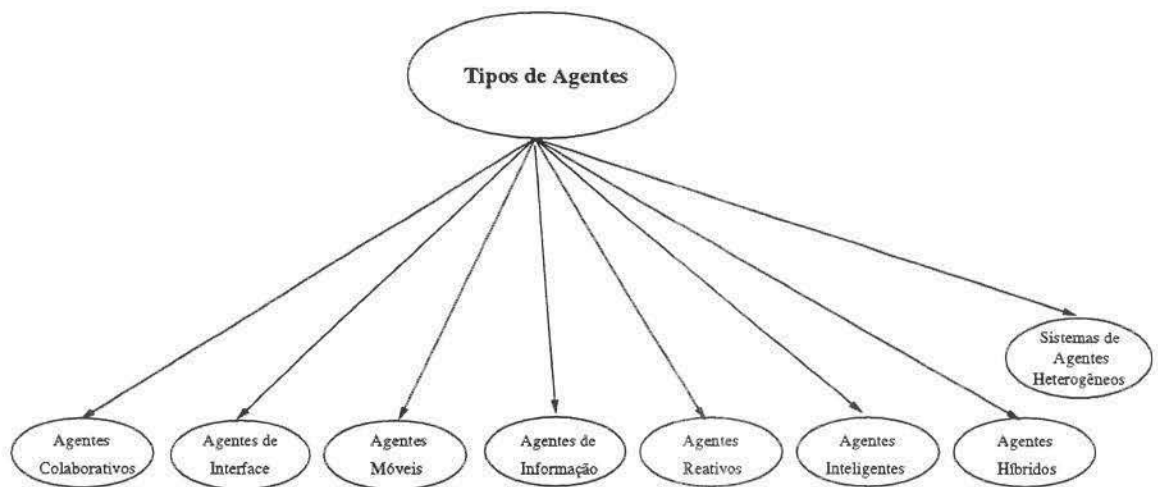 Tipos de Agentes
Sistemas de
Agentes
Heterogêneos
Agentes
Colaborativos
Agentes de
Interface
Agentes
Móveis
Agentes de
Informação
Agentes
Reativos
Agentes
Inteligentes
Agentes
Híbridos